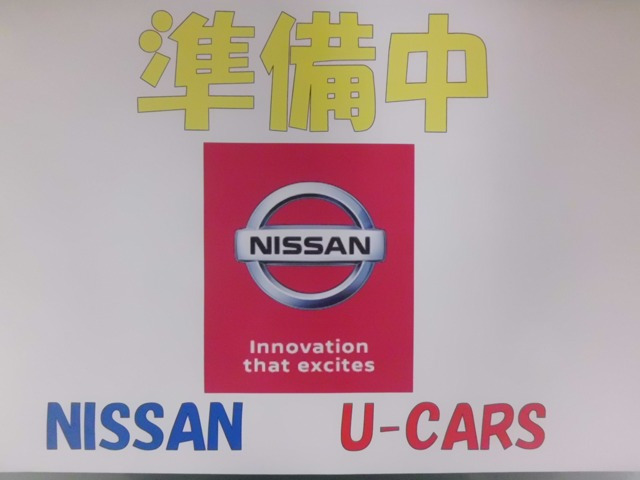 準備中
NISSAN
Innovation
that excites
NISSAN U-CARS